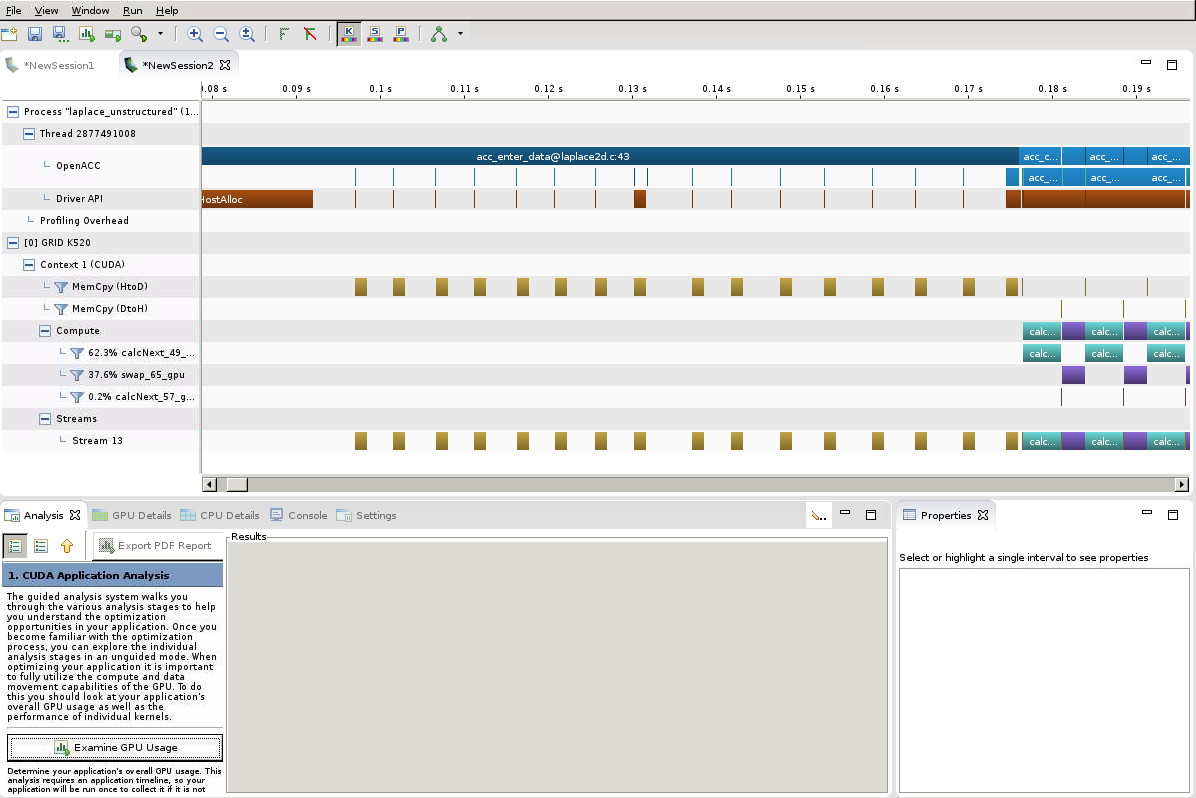 File View Window Run Help
K S P
*NewSession1 *NewSession2
0.08 s 0.09 s 0.1 s 0.11 s 0.12 s 0.13 s 0.14 s 0.15 s 0.16 s 0.17 s 0.18 s 0.19 s
Process "laplace_unstructured" (1...
Thread 2877491008
OpenACC
acc_enter_data@laplace2d.c:43 acc_c... acc_... acc_...
acc_... acc_... acc_...
Driver API HostAlloc
Profiling Overhead
[0] GRID K520
Context 1 (CUDA)
MemCpy (HtoD)
MemCpy (DtoH)
Compute calc... calc... calc...
62.3% calcNext_49_... calc... calc... calc...
37.6% swap_65_gpu
0.2% calcNext_57_g...
Streams
Stream 13 calc... calc... calc...
Analysis GPU Details CPU Details Console Settings
Properties
Export PDF Report
Results
Select or highlight a single interval to see properties
1. CUDA Application Analysis
The guided analysis system walks you
through the various analysis stages to help
you understand the optimization
opportunities in your application. Once you
become familiar with the optimization
process, you can explore the individual
analysis stages in an unguided mode. When
optimizing your application it is important
to fully utilize the compute and data
movement capabilities of the GPU. To do
this you should look at your application's
overall GPU usage as well as the
performance of individual kernels.
Examine GPU Usage
Determine your application's overall GPU usage. This
analysis requires an application timeline, so your
application will be run once to collect it if it is not